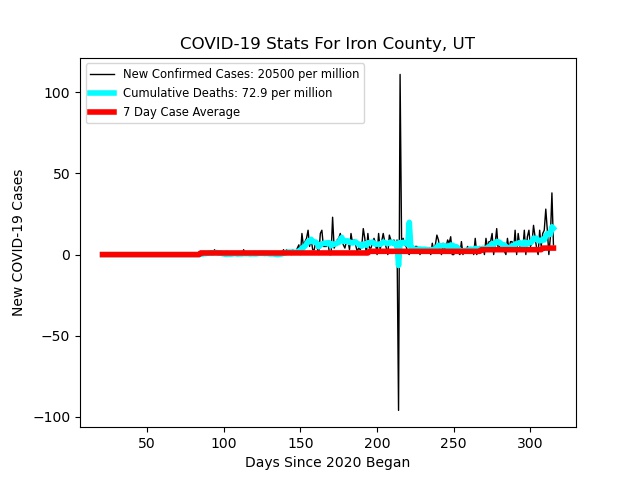 COVID-19 Stats For Iron County, UT
New Confirmed Cases: 20500 per million
Cumulative Deaths: 72.9 per million
7 Day Case Average
New COVID-19 Cases
100
50
0
−50
−100
50 100 150 200 250 300
Days Since 2020 Began